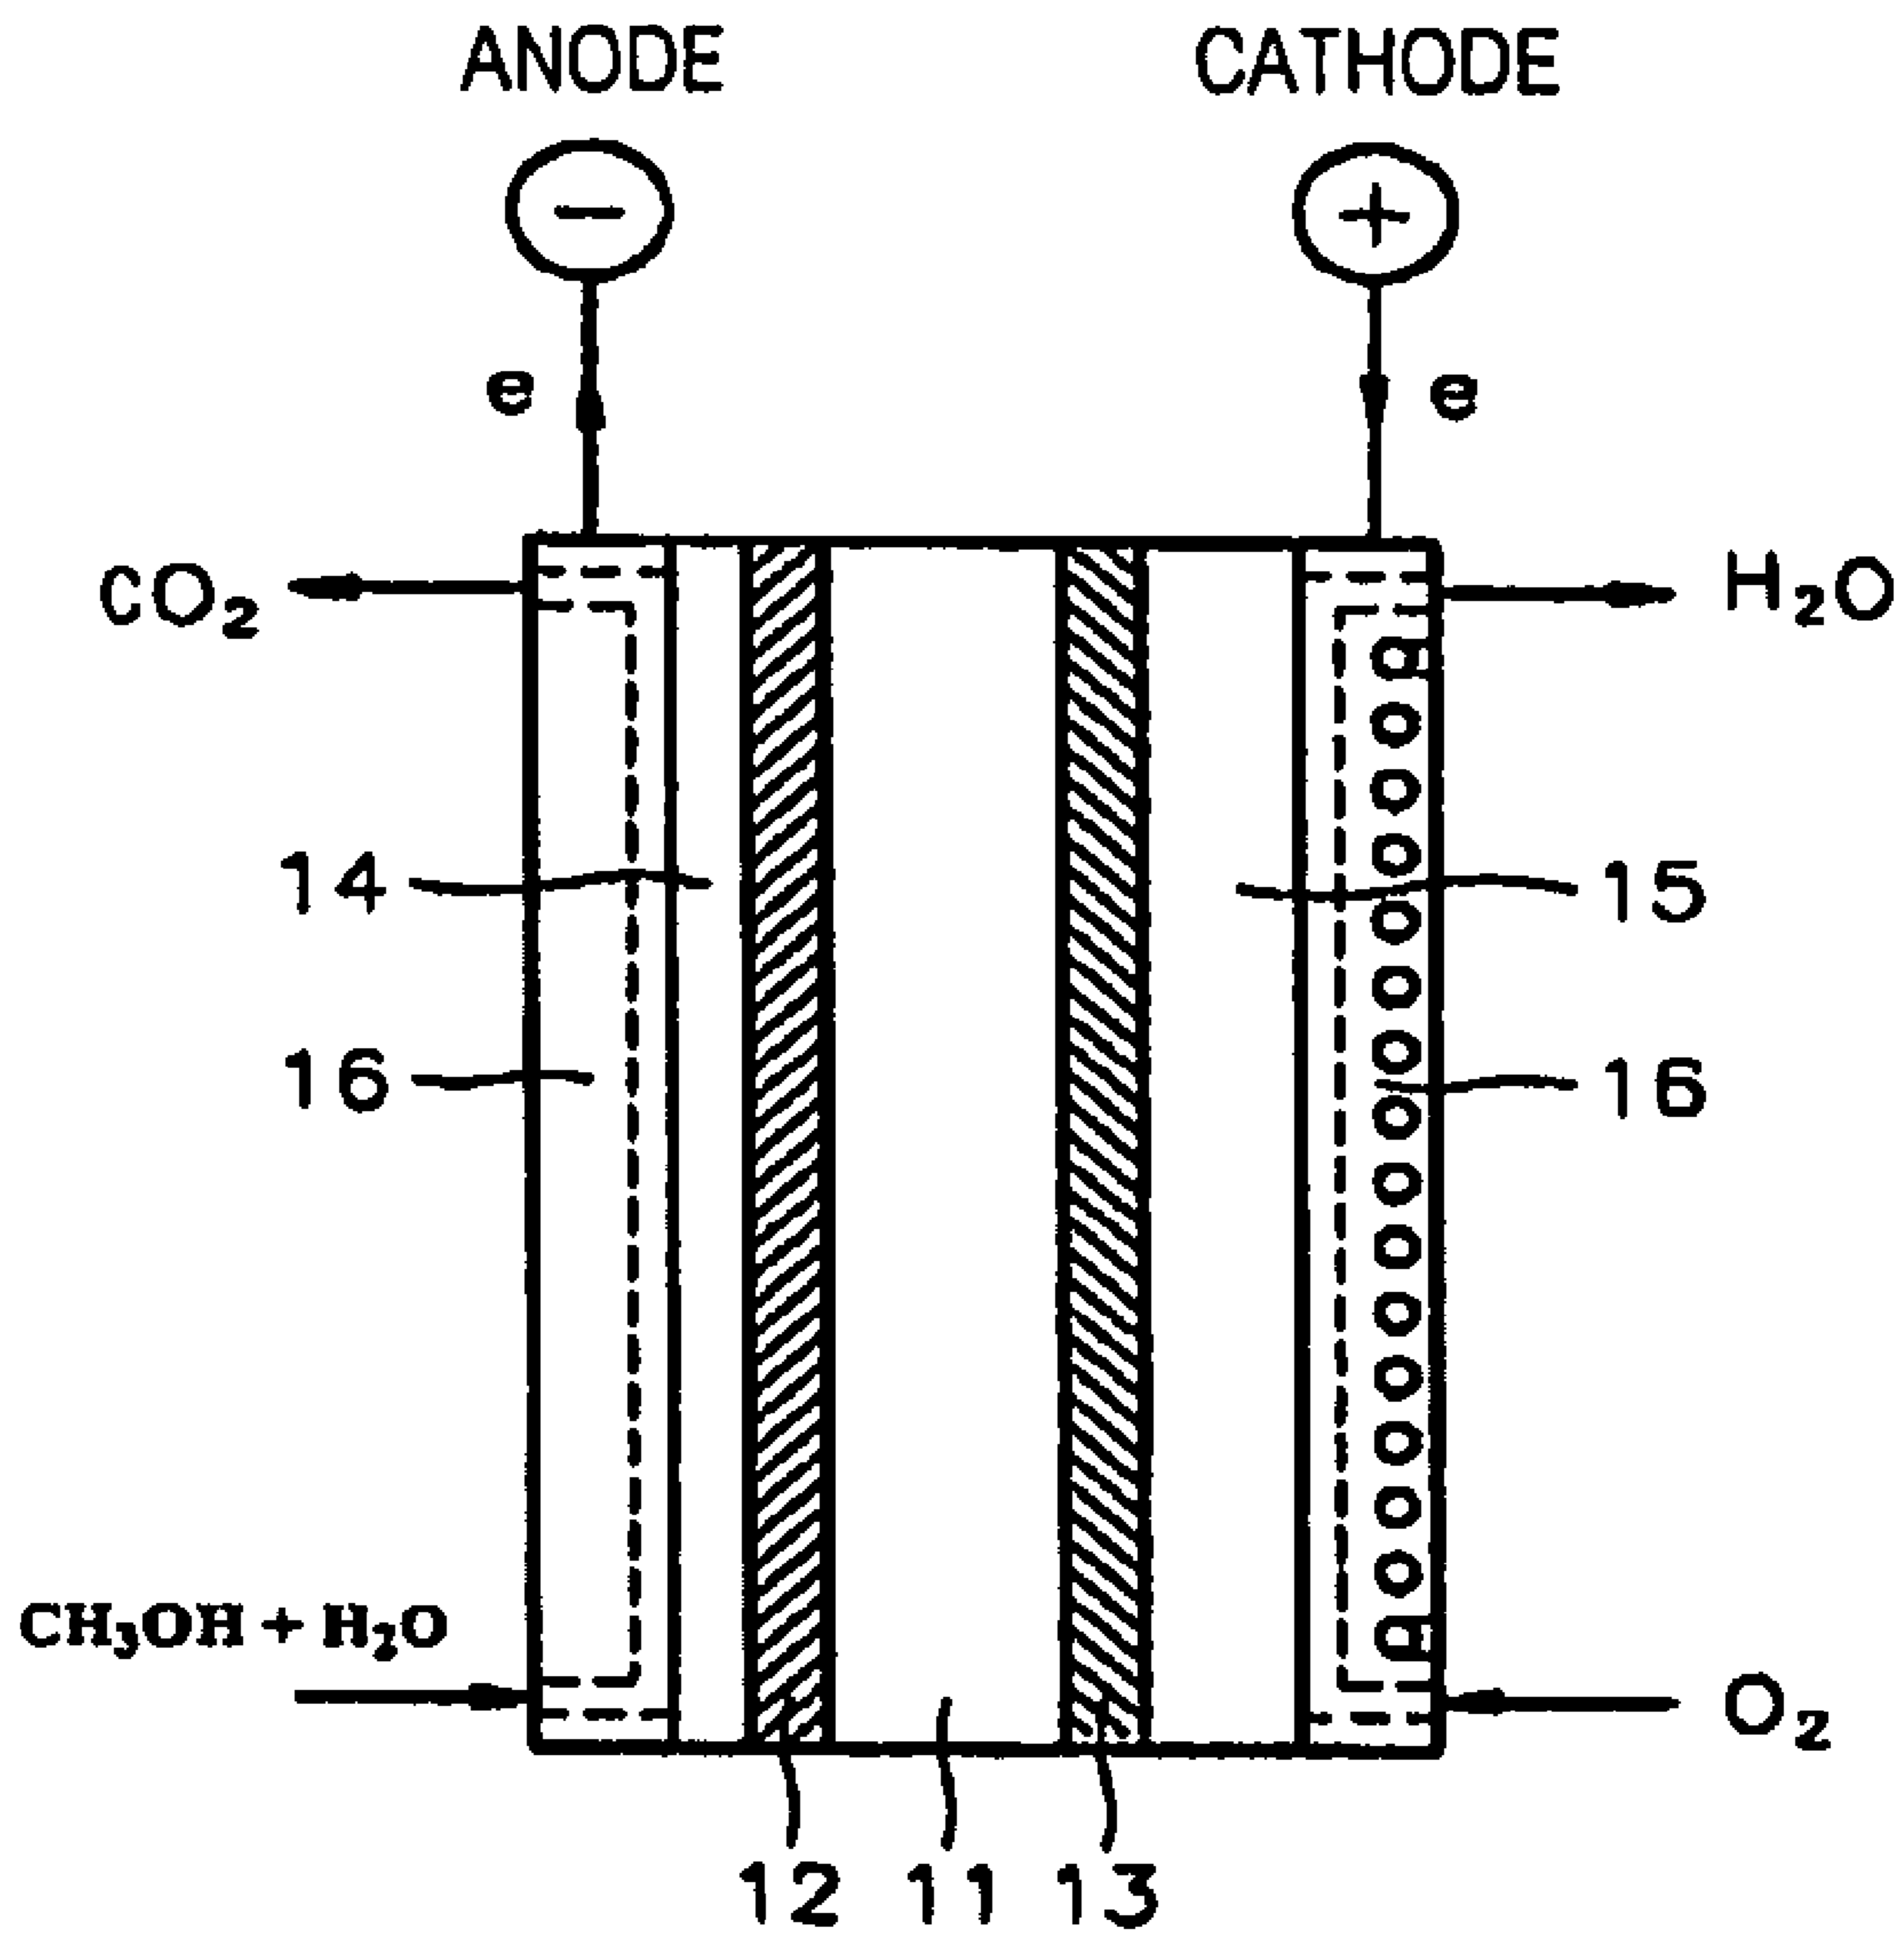 ANODE CATHODE
− +
e e
CO₂ H₂O
14 15
16 16
CH₃OH + H₂O
O₂
12 11 13